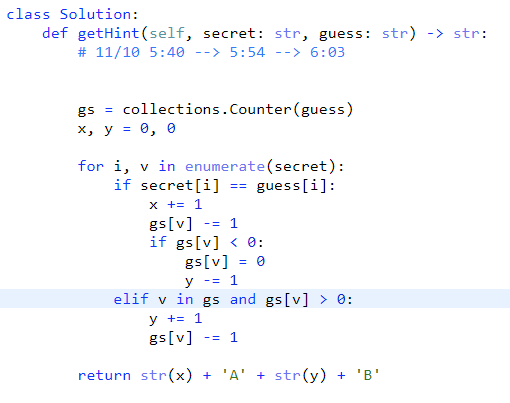 class Solution:
    def getHint(self, secret: str, guess: str) -> str:
        # 11/10 5:40 --> 5:54 --> 6:03
        gs = collections.Counter(guess)
        x, y = 0, 0
        for i, v in enumerate(secret):
            if secret[i] == guess[i]:
                x += 1
                gs[v] -= 1
                if gs[v] < 0:
                    gs[v] = 0
                    y -= 1
            elif v in gs and gs[v] > 0:
                y += 1
                gs[v] -= 1
        return str(x) + 'A' + str(y) + 'B'